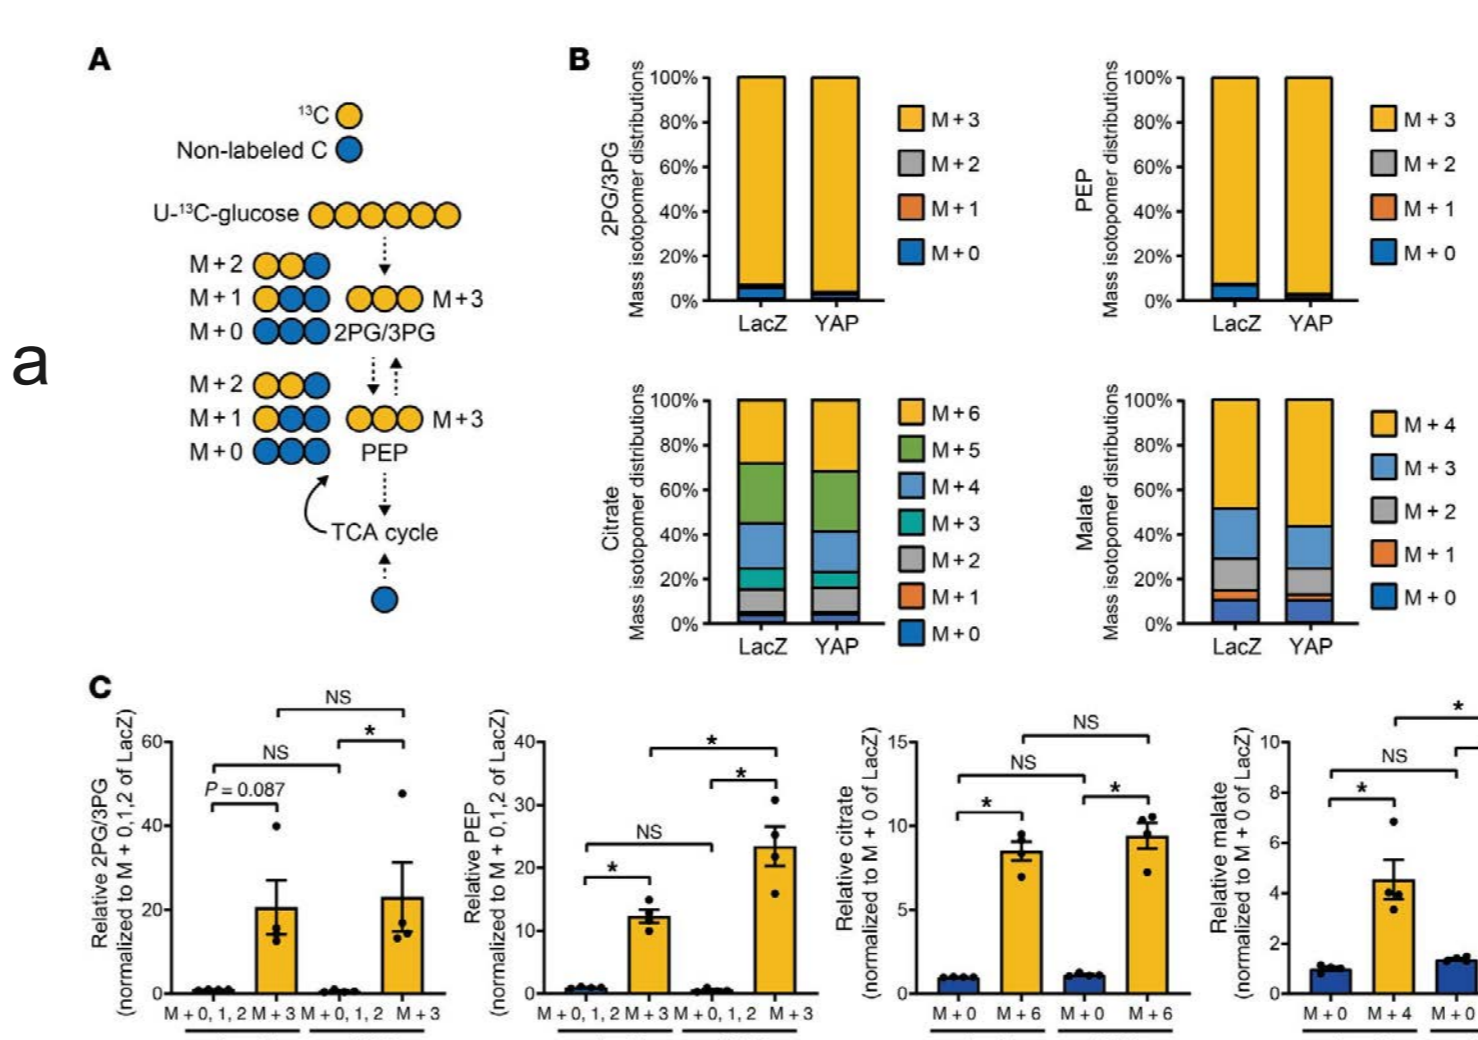 a
A
¹³C
Non-labeled C
U-¹³C-glucose
M + 2
M + 1
M + 3
M + 0
2PG/3PG
M + 2
M + 1
M + 3
M + 0
PEP
TCA cycle
B
2PG/3PG
Mass isotopomer distributions
100%
80%
60%
40%
20%
0%
LacZ YAP
M + 3
M + 2
M + 1
M + 0
PEP
Mass isotopomer distributions
100%
80%
60%
40%
20%
0%
LacZ YAP
M + 3
M + 2
M + 1
M + 0
Citrate
Mass isotopomer distributions
100%
80%
60%
40%
20%
0%
LacZ YAP
M + 6
M + 5
M + 4
M + 3
M + 2
M + 1
M + 0
Malate
Mass isotopomer distributions
100%
80%
60%
40%
20%
0%
LacZ YAP
M + 4
M + 3
M + 2
M + 1
M + 0
C
Relative 2PG/3PG
(normalized to M + 0,1,2 of LacZ)
60
40
20
0
NS
*
NS
P = 0.087
M + 0, 1, 2 M + 3 M + 0, 1, 2 M + 3
Relative PEP
(normalized to M + 0,1,2 of LacZ)
40
30
20
10
0
*
*
NS
*
M + 0, 1, 2 M + 3 M + 0, 1, 2 M + 3
Relative citrate
(normalized to M + 0 of LacZ)
15
10
5
0
NS
NS
*
*
M + 0 M + 6 M + 0 M + 6
Relative malate
(normalized to M + 0 of LacZ)
10
8
6
4
2
0
*
NS
*
M + 0 M + 4 M + 0